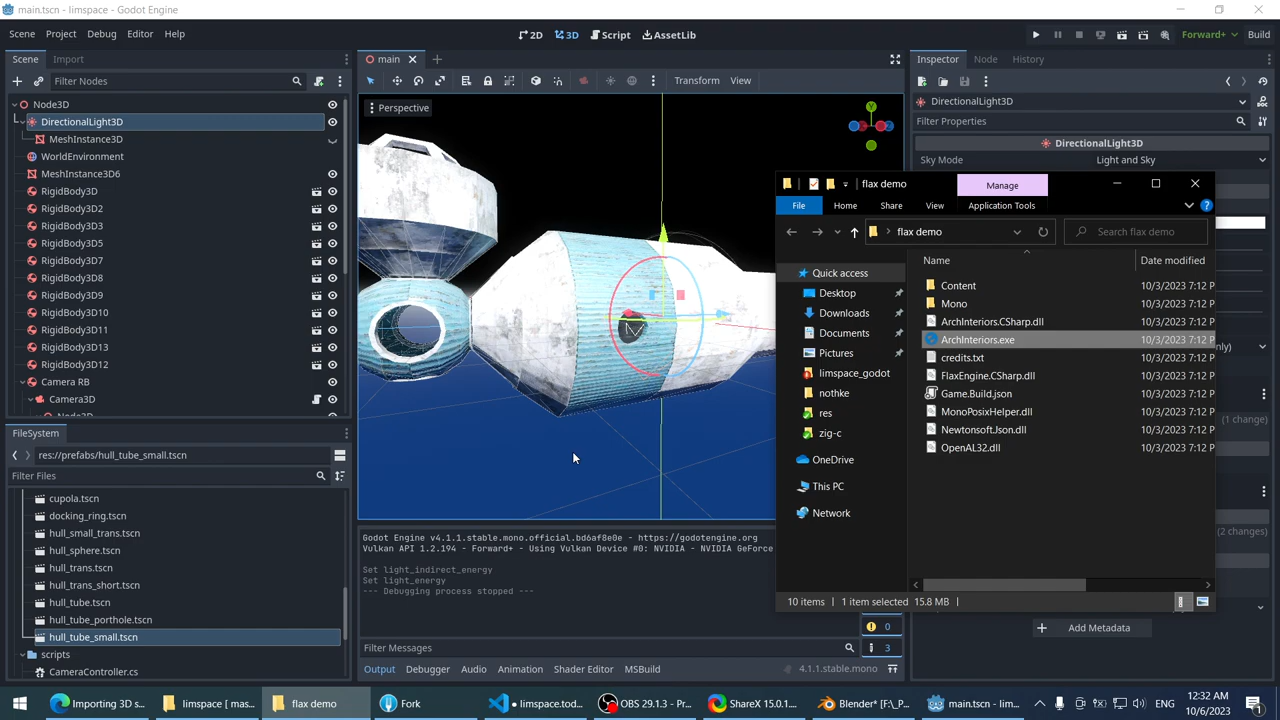 main.tscn - limspace - Godot Engine
Scene Project Debug Editor Help
2D 3D Script AssetLib
Forward+ Build
Scene Import
Filter Nodes
Node3D
DirectionalLight3D
MeshInstance3D
WorldEnvironment
MeshInstance3D6
RigidBody3D
RigidBody3D2
RigidBody3D3
RigidBody3D5
RigidBody3D7
RigidBody3D8
RigidBody3D9
RigidBody3D10
RigidBody3D11
RigidBody3D13
RigidBody3D12
Camera RB
Camera3D
FileSystem
res://prefabs/hull_tube_small.tscn
Filter Files
cupola.tscn
docking_ring.tscn
hull_small_trans.tscn
hull_sphere.tscn
hull_trans.tscn
hull_trans_short.tscn
hull_tube.tscn
hull_tube_porthole.tscn
hull_tube_small.tscn
scripts
CameraController.cs
main
Transform View
Perspective
Y
Z
Godot Engine v4.1.1.stable.mono.official.bd6af8e0e - https://godotengine.org
Vulkan API 1.2.194 - Forward+ - Using Vulkan Device #0: NVIDIA - NVIDIA GeForce
Set light_indirect_energy
Set light_energy
--- Debugging process stopped ---
Filter Messages
0
3
Output Debugger Audio Animation Shader Editor MSBuild
4.1.1.stable.mono
Inspector Node History
DirectionalLight3D
Filter Properties
DirectionalLight3D
Sky Mode Light and Sky
only)
(1 change)
(2 changes)
Add Metadata
flax demo
Manage
File Home Share View Application Tools
flax demo
Search flax demo
Quick access
Desktop
Downloads
Documents
Pictures
limspace_godot
nothke
res
zig-c
OneDrive
This PC
Network
Name Date modified
Content 10/3/2023 7:12 P
Mono 10/3/2023 7:12 P
ArchInteriors.CSharp.dll 10/3/2023 7:12 P
ArchInteriors.exe 10/3/2023 7:12 P
credits.txt 10/3/2023 7:12 P
FlaxEngine.CSharp.dll 10/3/2023 7:12 P
Game.Build.json 10/3/2023 7:12 P
MonoPosixHelper.dll 10/3/2023 7:12 P
Newtonsoft.Json.dll 10/3/2023 7:12 P
OpenAL32.dll 10/3/2023 7:12 P
10 items 1 item selected 15.8 MB
Importing 3D s...
limspace [ mas...
flax demo
Fork
• limspace.tod...
OBS 29.1.3 - Pr...
ShareX 15.0.1...
Blender* [F:\_P...
main.tscn - lim...
ENG
12:32 AM
10/6/2023
1